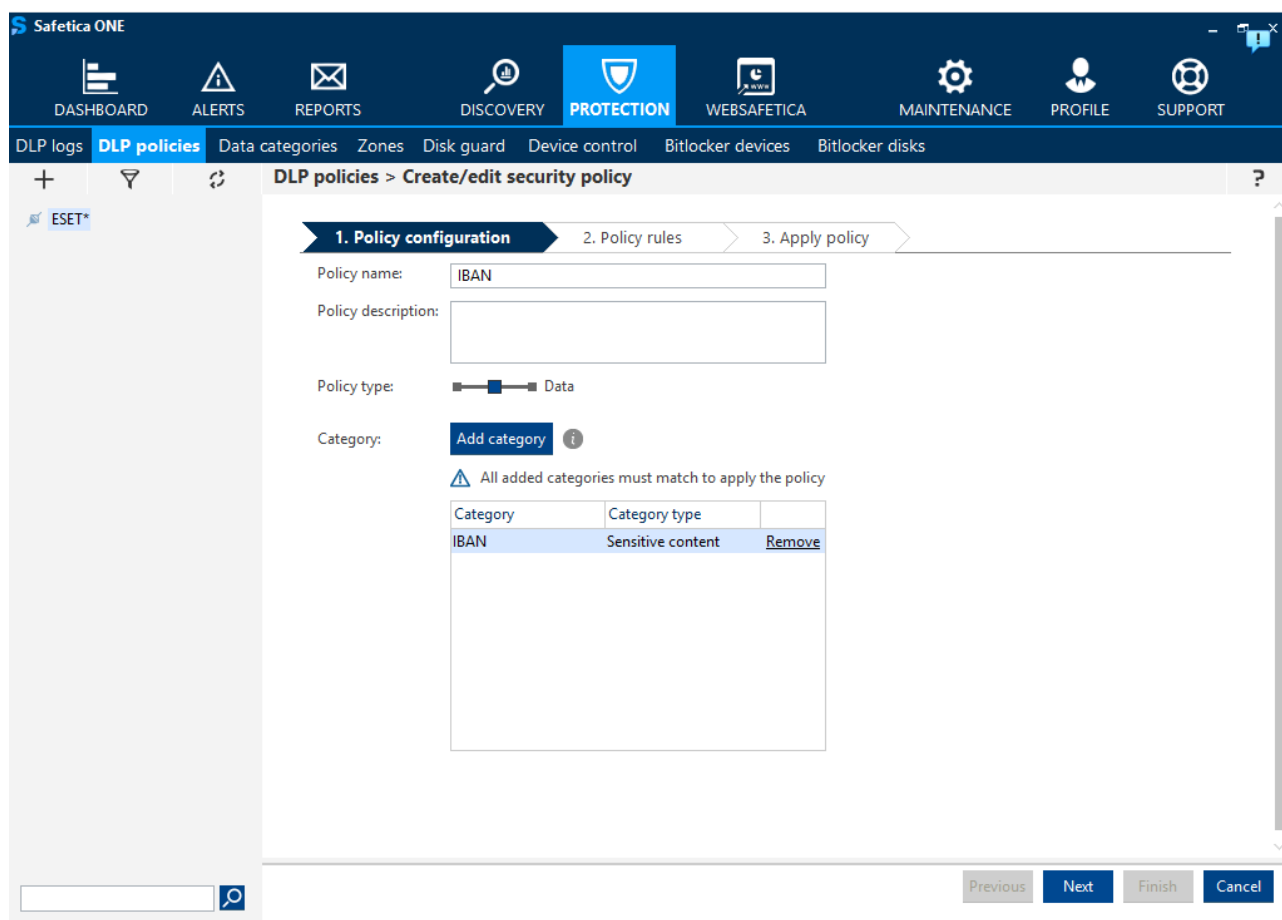 Safetica ONE
DASHBOARD ALERTS REPORTS DISCOVERY PROTECTION WEBSAFETICA MAINTENANCE PROFILE SUPPORT
DLP logs DLP policies Data categories Zones Disk guard Device control Bitlocker devices Bitlocker disks
DLP policies > Create/edit security policy ?
ESET*
1. Policy configuration 2. Policy rules 3. Apply policy
Policy name: IBAN
Policy description:
Policy type: Data
Category: Add category i
All added categories must match to apply the policy
Category Category type
IBAN Sensitive content Remove
Previous Next Finish Cancel